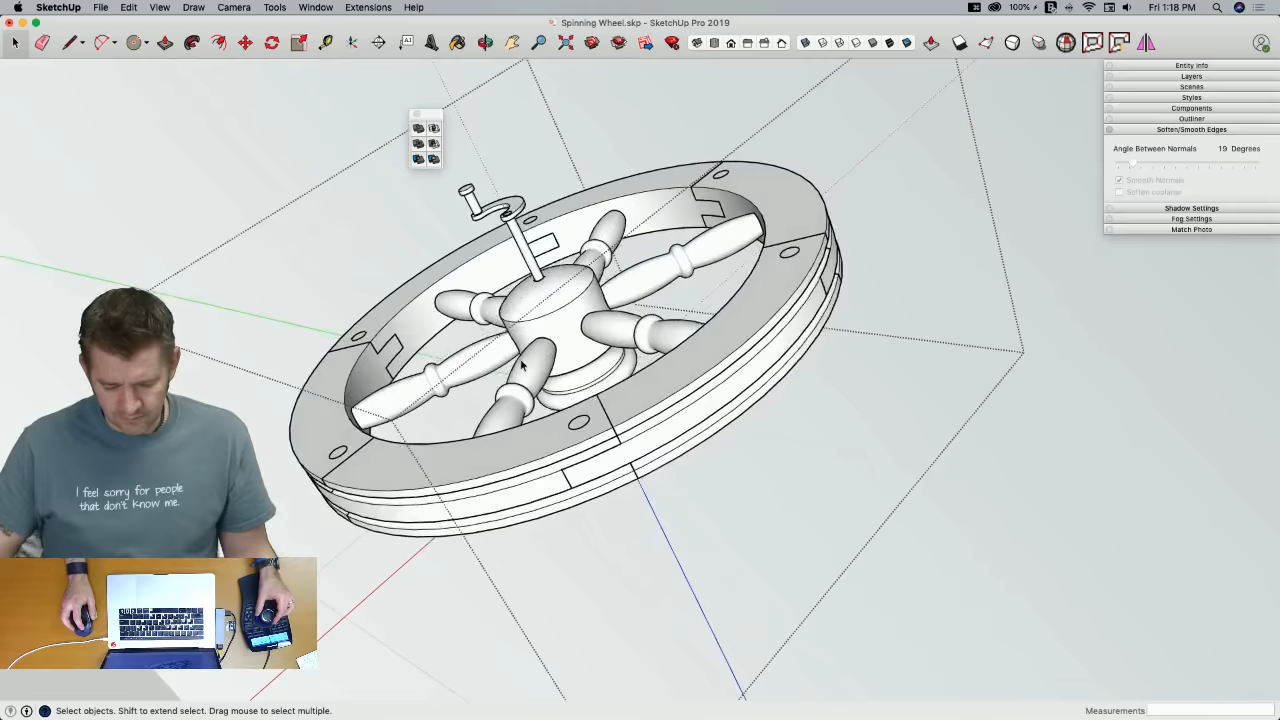 SketchUp File Edit View Draw Camera Tools Window Extensions Help
100% Fri 1:18 PM
Spinning Wheel.skp - SketchUp Pro 2019
Entity Info
Layers
Scenes
Styles
Components
Outliner
Soften/Smooth Edges
Angle Between Normals 19 Degrees
Smooth Normals
Soften coplanar
Shadow Settings
Fog Settings
Match Photo
I feel sorry for people
that don't know me.
Select objects. Shift to extend select. Drag mouse to select multiple.
Measurements